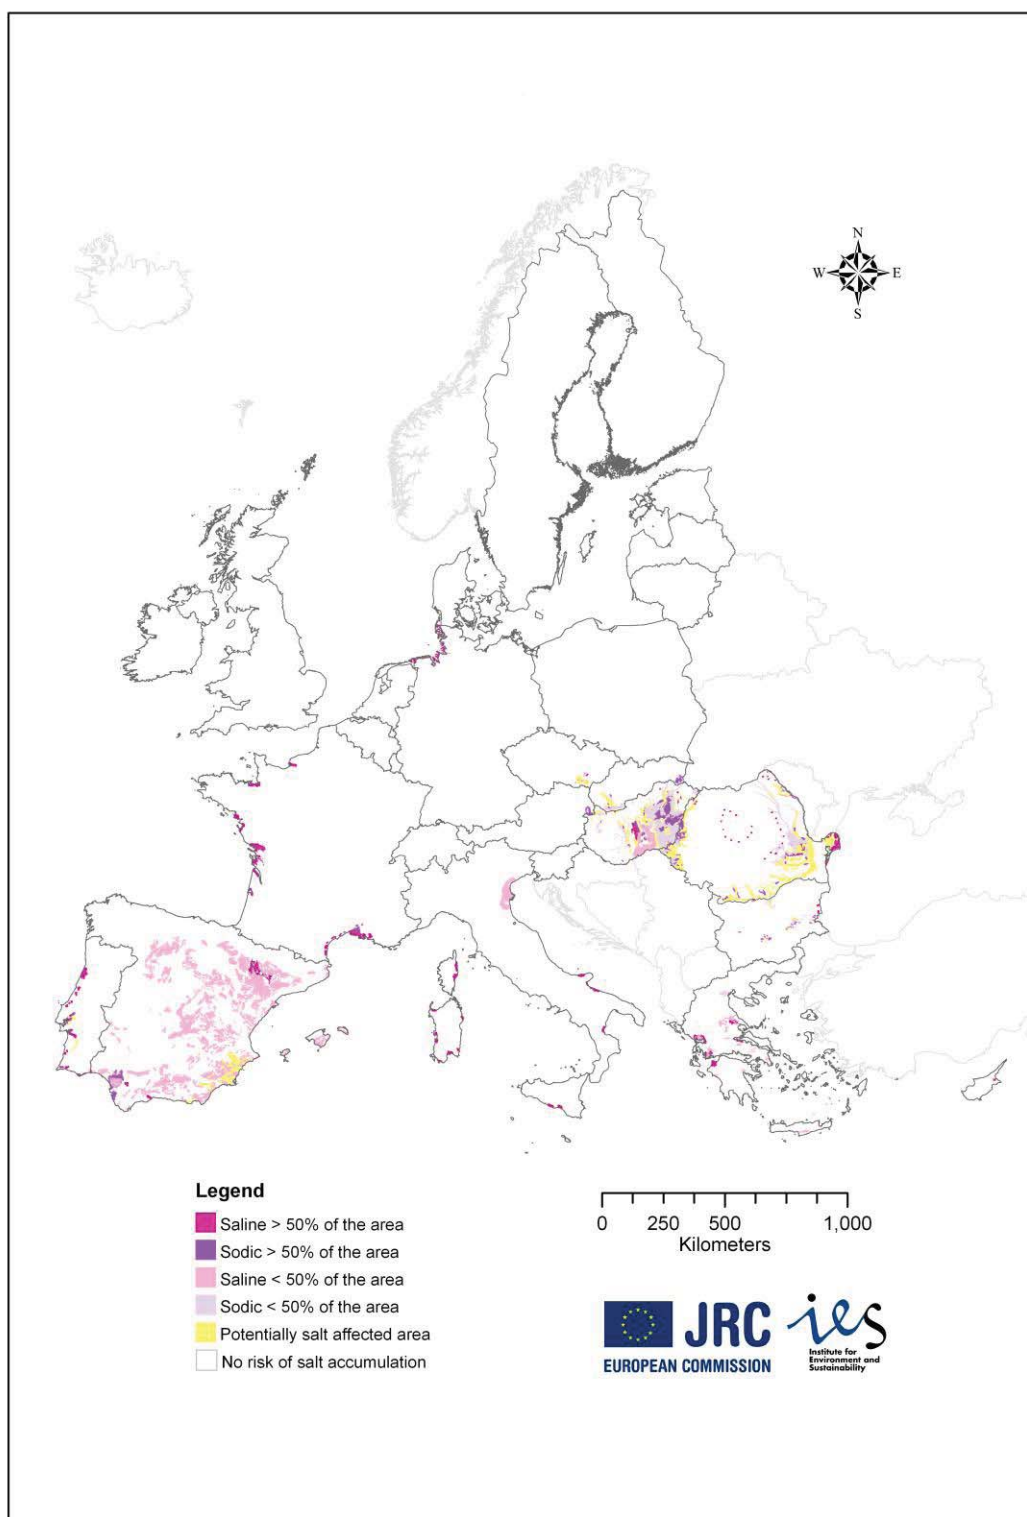 N
W E
S
Legend
Saline > 50% of the area
Sodic > 50% of the area
Saline < 50% of the area
Sodic < 50% of the area
Potentially salt affected area
No risk of salt accumulation
0 250 500 1,000
Kilometers
JRC
EUROPEAN COMMISSION
ies
Institute for
Environment and
Sustainability